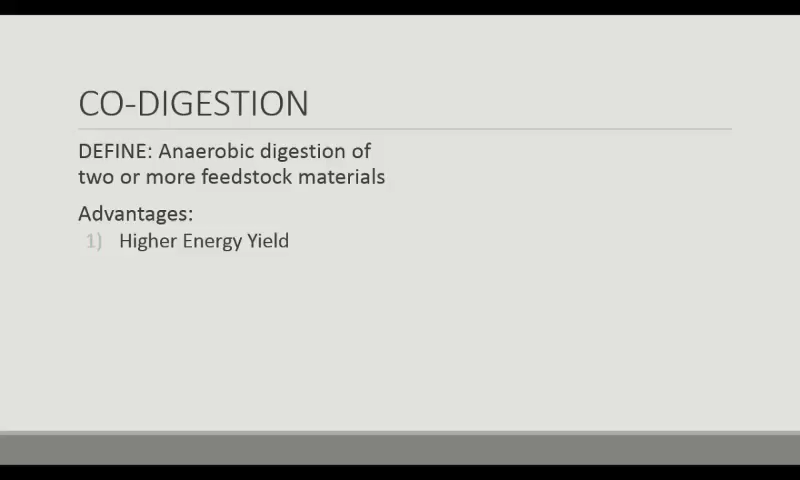 CO-DIGESTION
DEFINE: Anaerobic digestion of
two or more feedstock materials
Advantages:
1) Higher Energy Yield